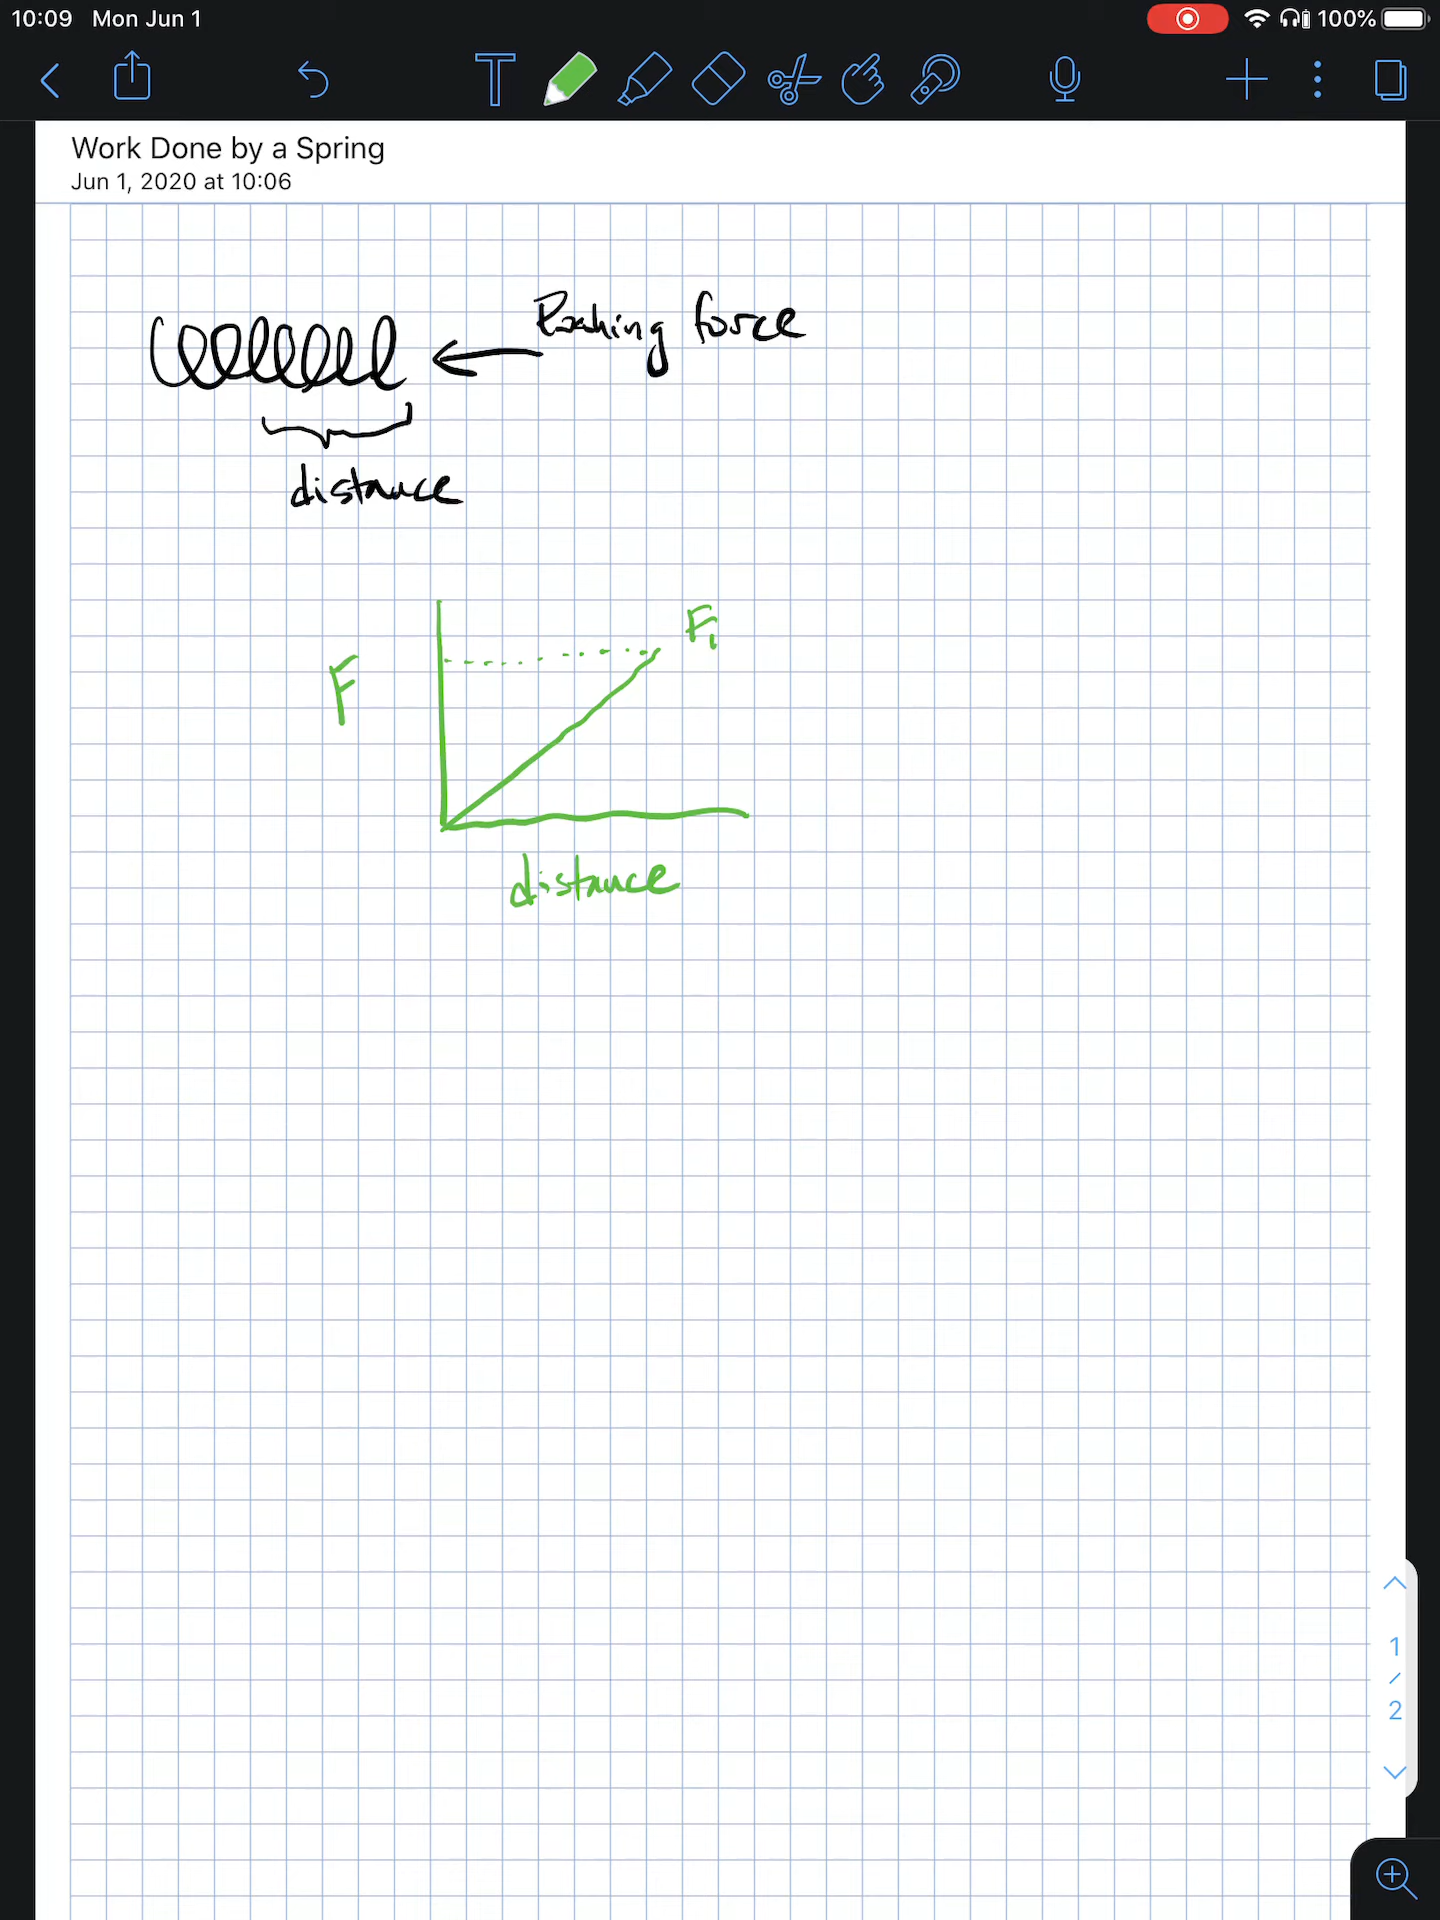 10:09 Mon Jun 1 100%
T
Work Done by a Spring
Jun 1, 2020 at 10:06
Pushing force
distance
F₁
F
distance
1
/
2